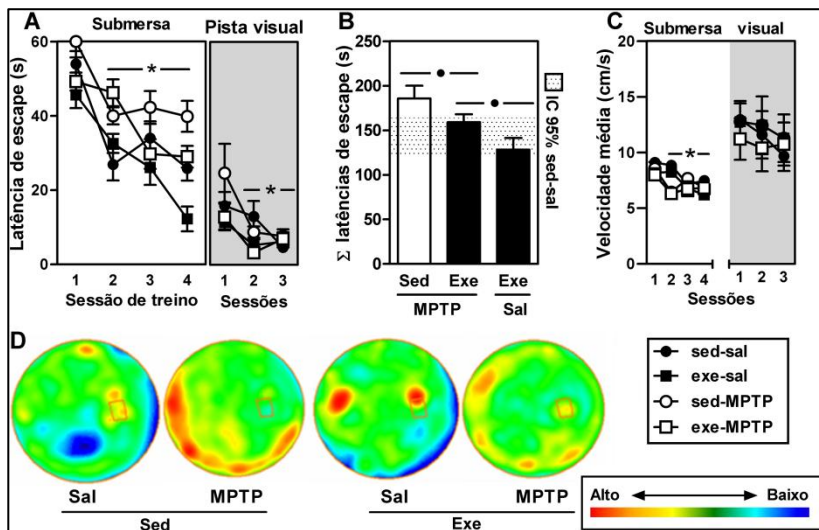 A
Submersa
Pista visual
Latência de escape (s)
60
40
20
0
*
*
1 2 3 4
1 2 3
Sessão de treino
Sessões
B
Σ latências de escape (s)
250
200
150
100
50
0
IC 95% sed-sal
Sed Exe Exe
MPTP Sal
C
Submersa
visual
Velocidade média (cm/s)
20
15
10
5
0
*
1 2 3 4
1 2 3
Sessões
D
Sal MPTP
Sed
Sal MPTP
Exe
sed-sal
exe-sal
sed-MPTP
exe-MPTP
Alto Baixo